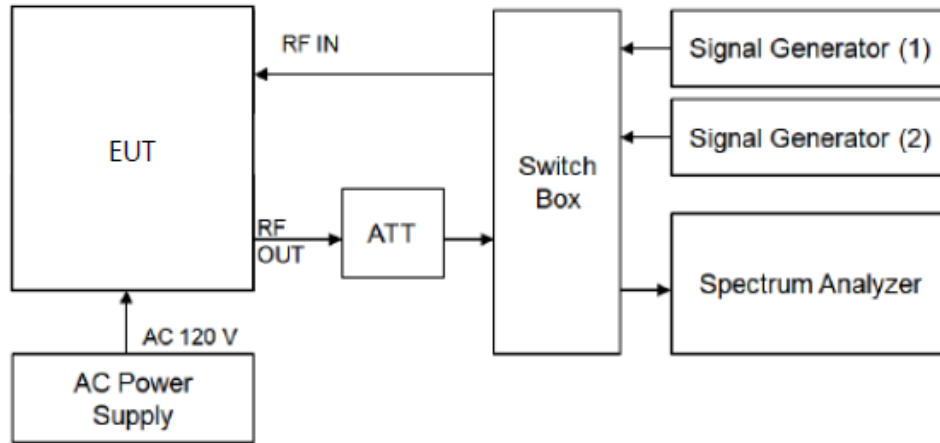 RF IN
EUT
RF
OUT
ATT
AC 120 V
AC Power
Supply
Switch
Box
Signal Generator (1)
Signal Generator (2)
Spectrum Analyzer